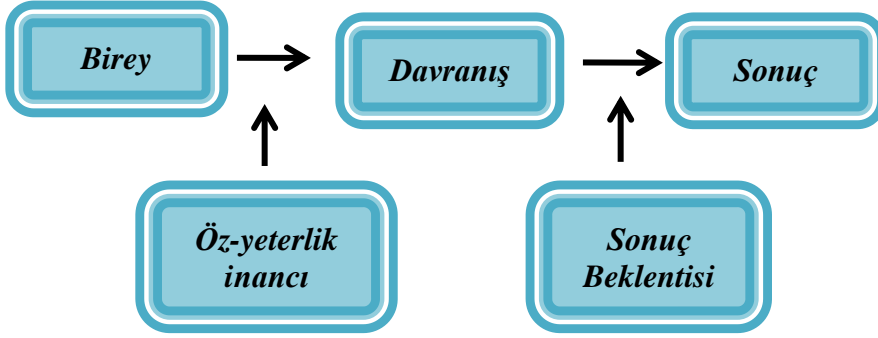 Birey
Davranış
Sonuç
Öz-yeterlik
inancı
Sonuç
Beklentisi